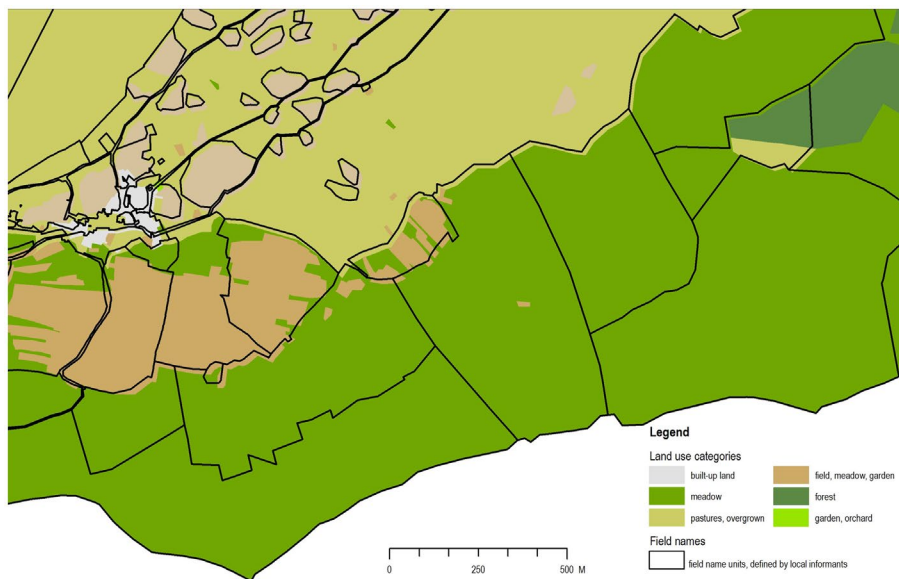 Legend
Land use categories
built-up land
field, meadow, garden
meadow
forest
pastures, overgrown
garden, orchard
Field names
field name units, defined by local informants
0 250 500 M